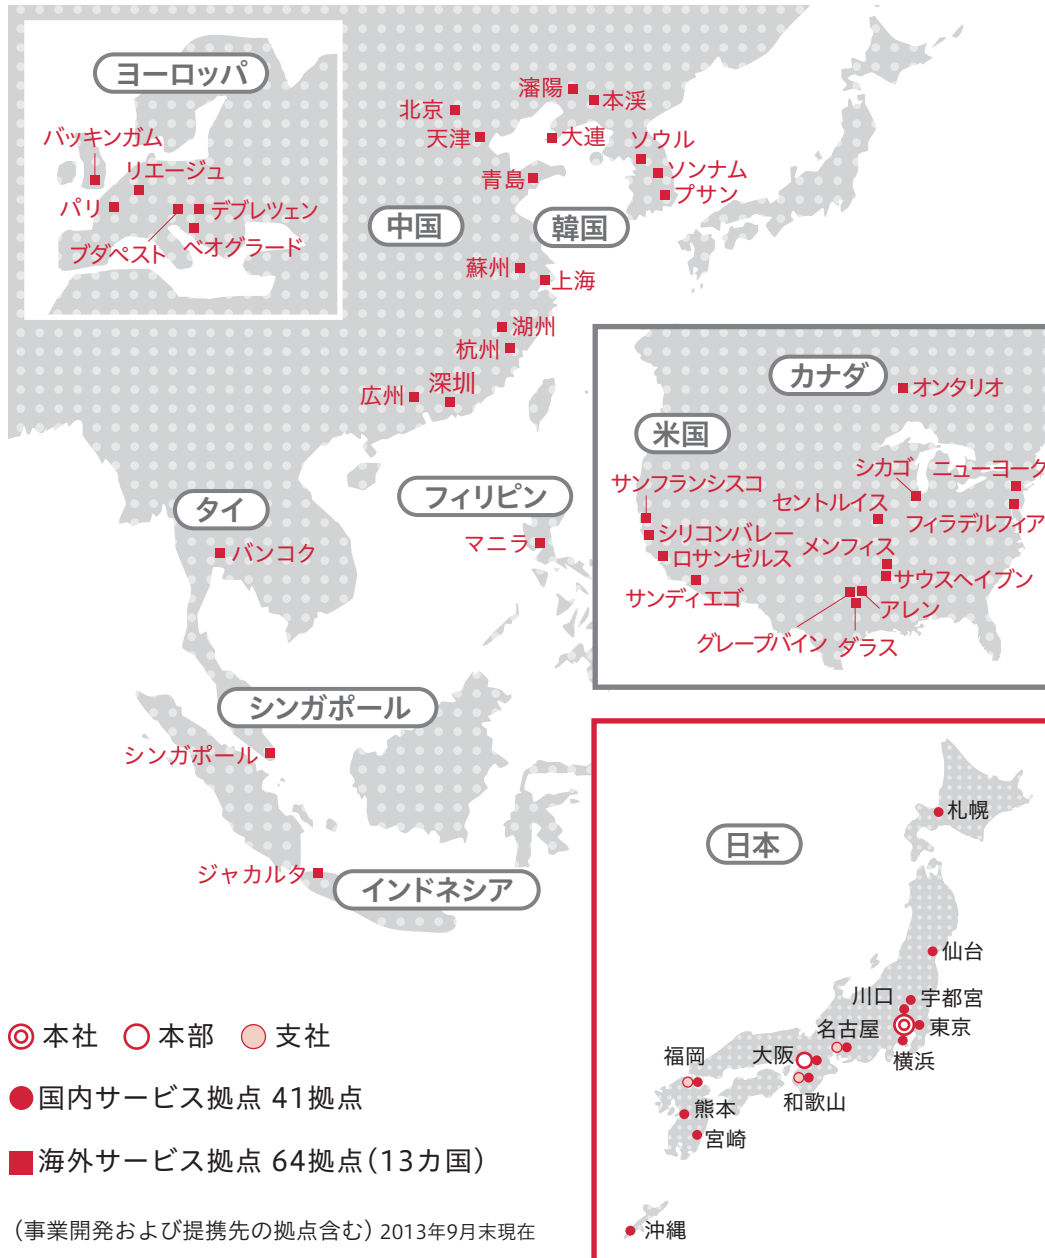 ヨーロッパ
バッキンガム
リエージュ
パリ
デブレツェン
ブダペスト
ベオグラード
瀋陽
本渓
北京
天津
大連
青島
ソウル
ソンナム
プサン
中国
韓国
蘇州
上海
湖州
杭州
深圳
広州
カナダ
オンタリオ
米国
シカゴ
ニューヨーク
サンフランシスコ
セントルイス
フィラデルフィア
シリコンバレー
メンフィス
ロサンゼルス
サウスヘイブン
サンディエゴ
アレン
グレープバイン
ダラス
タイ
バンコク
フィリピン
マニラ
シンガポール
シンガポール
ジャカルタ
インドネシア
日本
札幌
仙台
川口
宇都宮
名古屋
東京
横浜
福岡
大阪
和歌山
熊本
宮崎
沖縄
本社 本部 支社
国内サービス拠点 41拠点
海外サービス拠点 64拠点(13カ国)
(事業開発および提携先の拠点含む) 2013年9月末現在